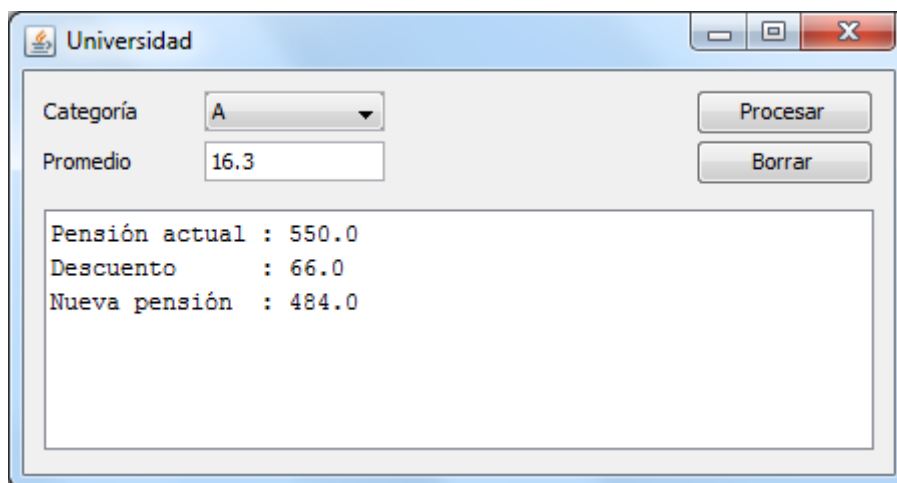 Universidad
Categoría A Procesar
Promedio 16.3 Borrar
Pensión actual : 550.0
Descuento : 66.0
Nueva pensión : 484.0